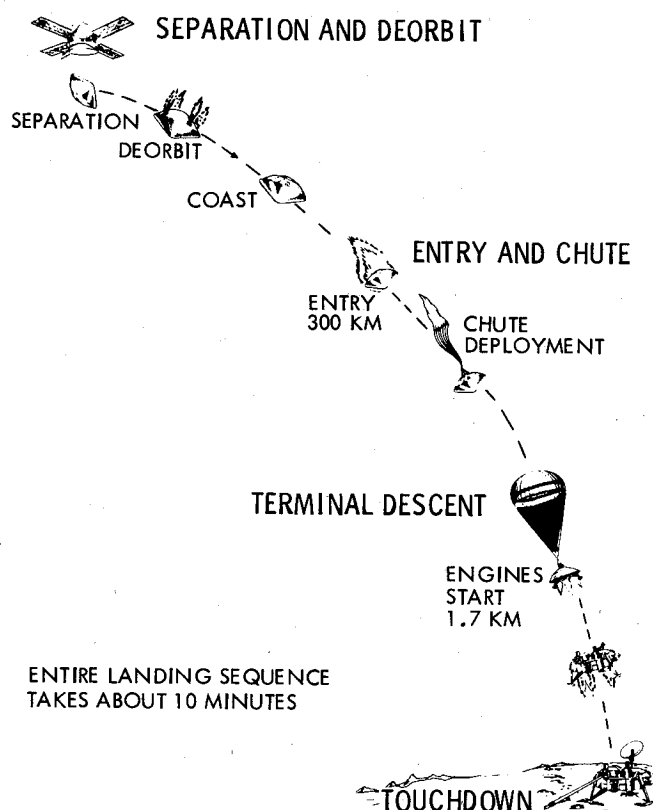 SEPARATION AND DEORBIT
SEPARATION
DEORBIT
COAST
ENTRY AND CHUTE
ENTRY
300 KM
CHUTE
DEPLOYMENT
TERMINAL DESCENT
ENGINES
START
1.7 KM
ENTIRE LANDING SEQUENCE
TAKES ABOUT 10 MINUTES
TOUCHDOWN